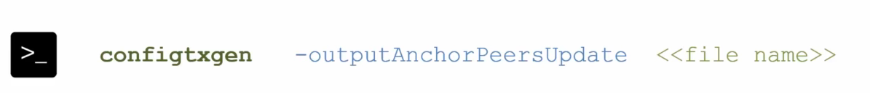 >_ configtxgen -outputAnchorPeersUpdate <<file name>>